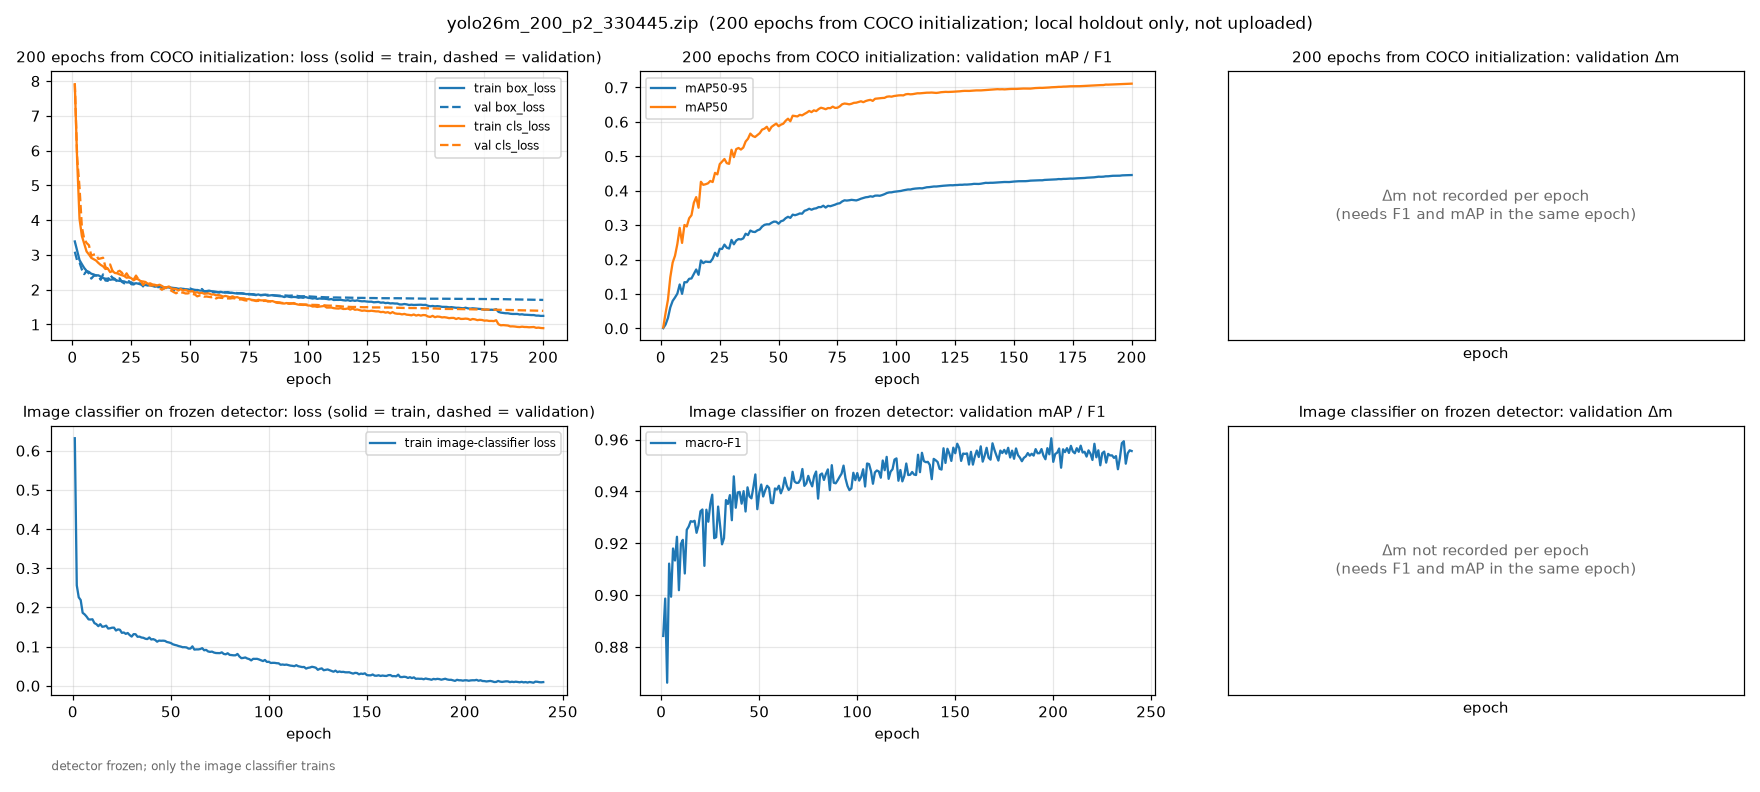 yolo26m_200_p2_330445.zip  (200 epochs from COCO initialization; local holdout only, not uploaded)
200 epochs from COCO initialization: loss (solid = train, dashed = validation)
8
7
6
5
4
3
2
1
train box_loss
val box_loss
train cls_loss
val cls_loss
0 25 50 75 100 125 150 175 200
epoch
200 epochs from COCO initialization: validation mAP / F1
0.7
0.6
0.5
0.4
0.3
0.2
0.1
0.0
mAP50-95
mAP50
0 25 50 75 100 125 150 175 200
epoch
200 epochs from COCO initialization: validation Δm
Δm not recorded per epoch
(needs F1 and mAP in the same epoch)
epoch
Image classifier on frozen detector: loss (solid = train, dashed = validation)
0.6
0.5
0.4
0.3
0.2
0.1
0.0
train image-classifier loss
0 50 100 150 200 250
epoch
Image classifier on frozen detector: validation mAP / F1
0.96
0.94
0.92
0.90
0.88
macro-F1
0 50 100 150 200 250
epoch
Image classifier on frozen detector: validation Δm
Δm not recorded per epoch
(needs F1 and mAP in the same epoch)
epoch
detector frozen; only the image classifier trains